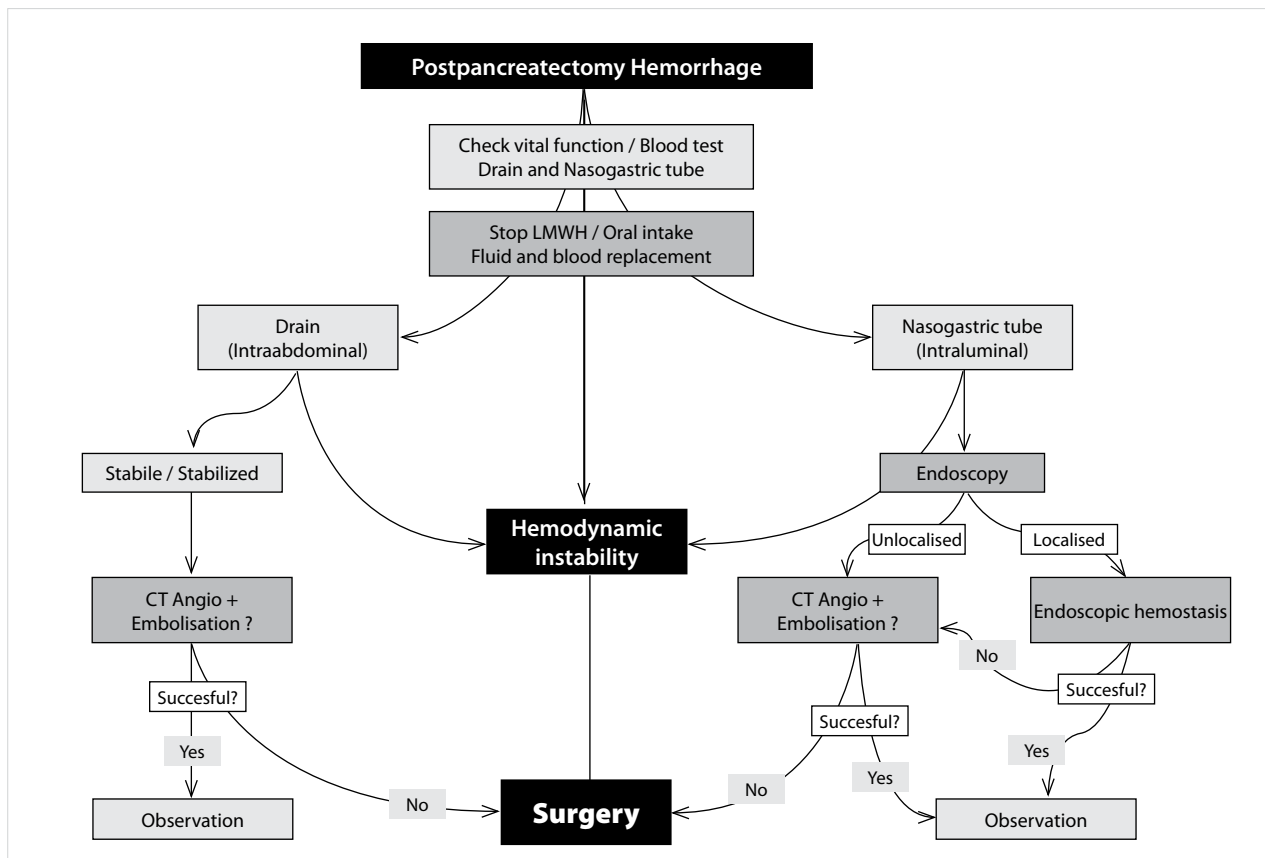 Postpancreatectomy Hemorrhage
Check vital function / Blood test
Drain and Nasogastric tube
Stop LMWH / Oral intake
Fluid and blood replacement
Drain
(Intraabdominal)
Nasogastric tube
(Intraluminal)
Stabile / Stabilized
Endoscopy
Hemodynamic
instability
Unlocalised
Localised
CT Angio +
Embolisation ?
CT Angio +
Embolisation ?
Endoscopic hemostasis
No
Succesful?
Succesful?
Succesful?
Yes
Yes
No
Yes
No
Observation
Surgery
Observation